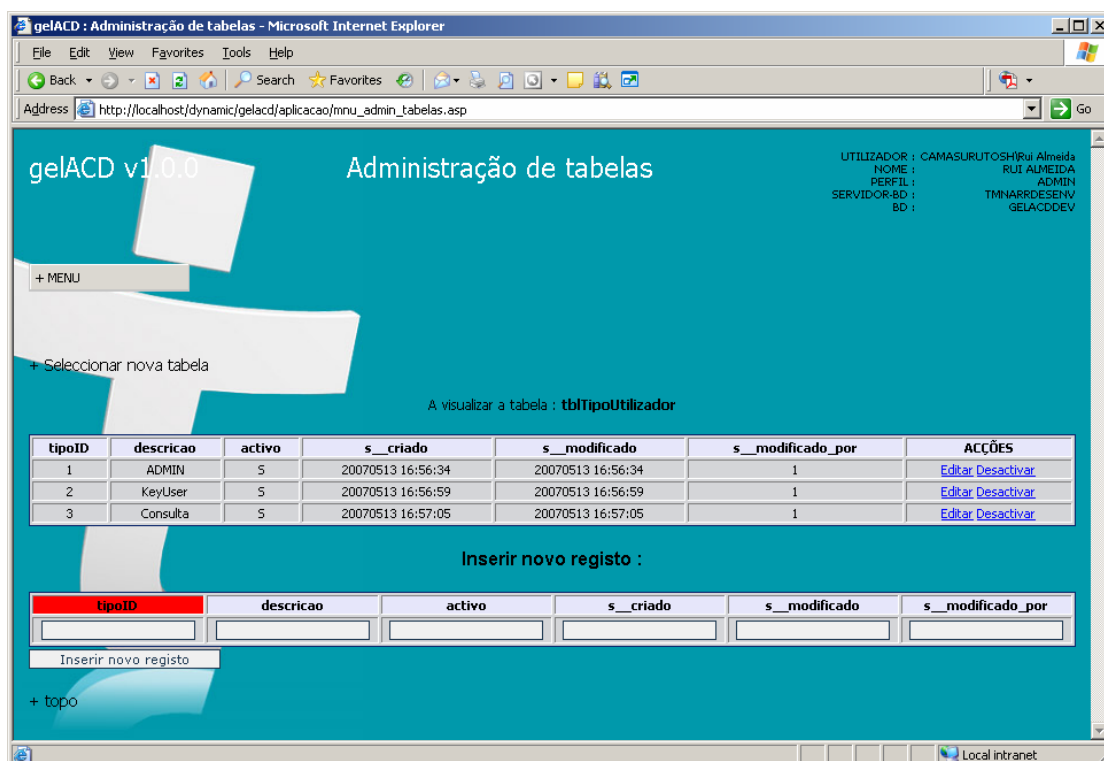 gelACD : Administração de tabelas - Microsoft Internet Explorer
File Edit View Favorites Tools Help
Back Search Favorites
Address http://localhost/dynamic/gelacd/aplicacao/mnu_admin_tabelas.asp Go
gelACD v1.0.0 Administração de tabelas
UTILIZADOR : CAMASURUTOSH\Rui Almeida
NOME : RUI ALMEIDA
PERFIL : ADMIN
SERVIDOR-BD : TMNARRDESENV
BD : GELACDDEV
+ MENU
+ Seleccionar nova tabela
A visualizar a tabela : tblTipoUtilizador
tipoID descricao activo s__criado s__modificado s__modificado_por ACÇÕES
1 ADMIN S 20070513 16:56:34 20070513 16:56:34 1 Editar Desactivar
2 KeyUser S 20070513 16:56:59 20070513 16:56:59 1 Editar Desactivar
3 Consulta S 20070513 16:57:05 20070513 16:57:05 1 Editar Desactivar
Inserir novo registo :
tipoID descricao activo s__criado s__modificado s__modificado_por
Inserir novo registo
+ topo
Local intranet